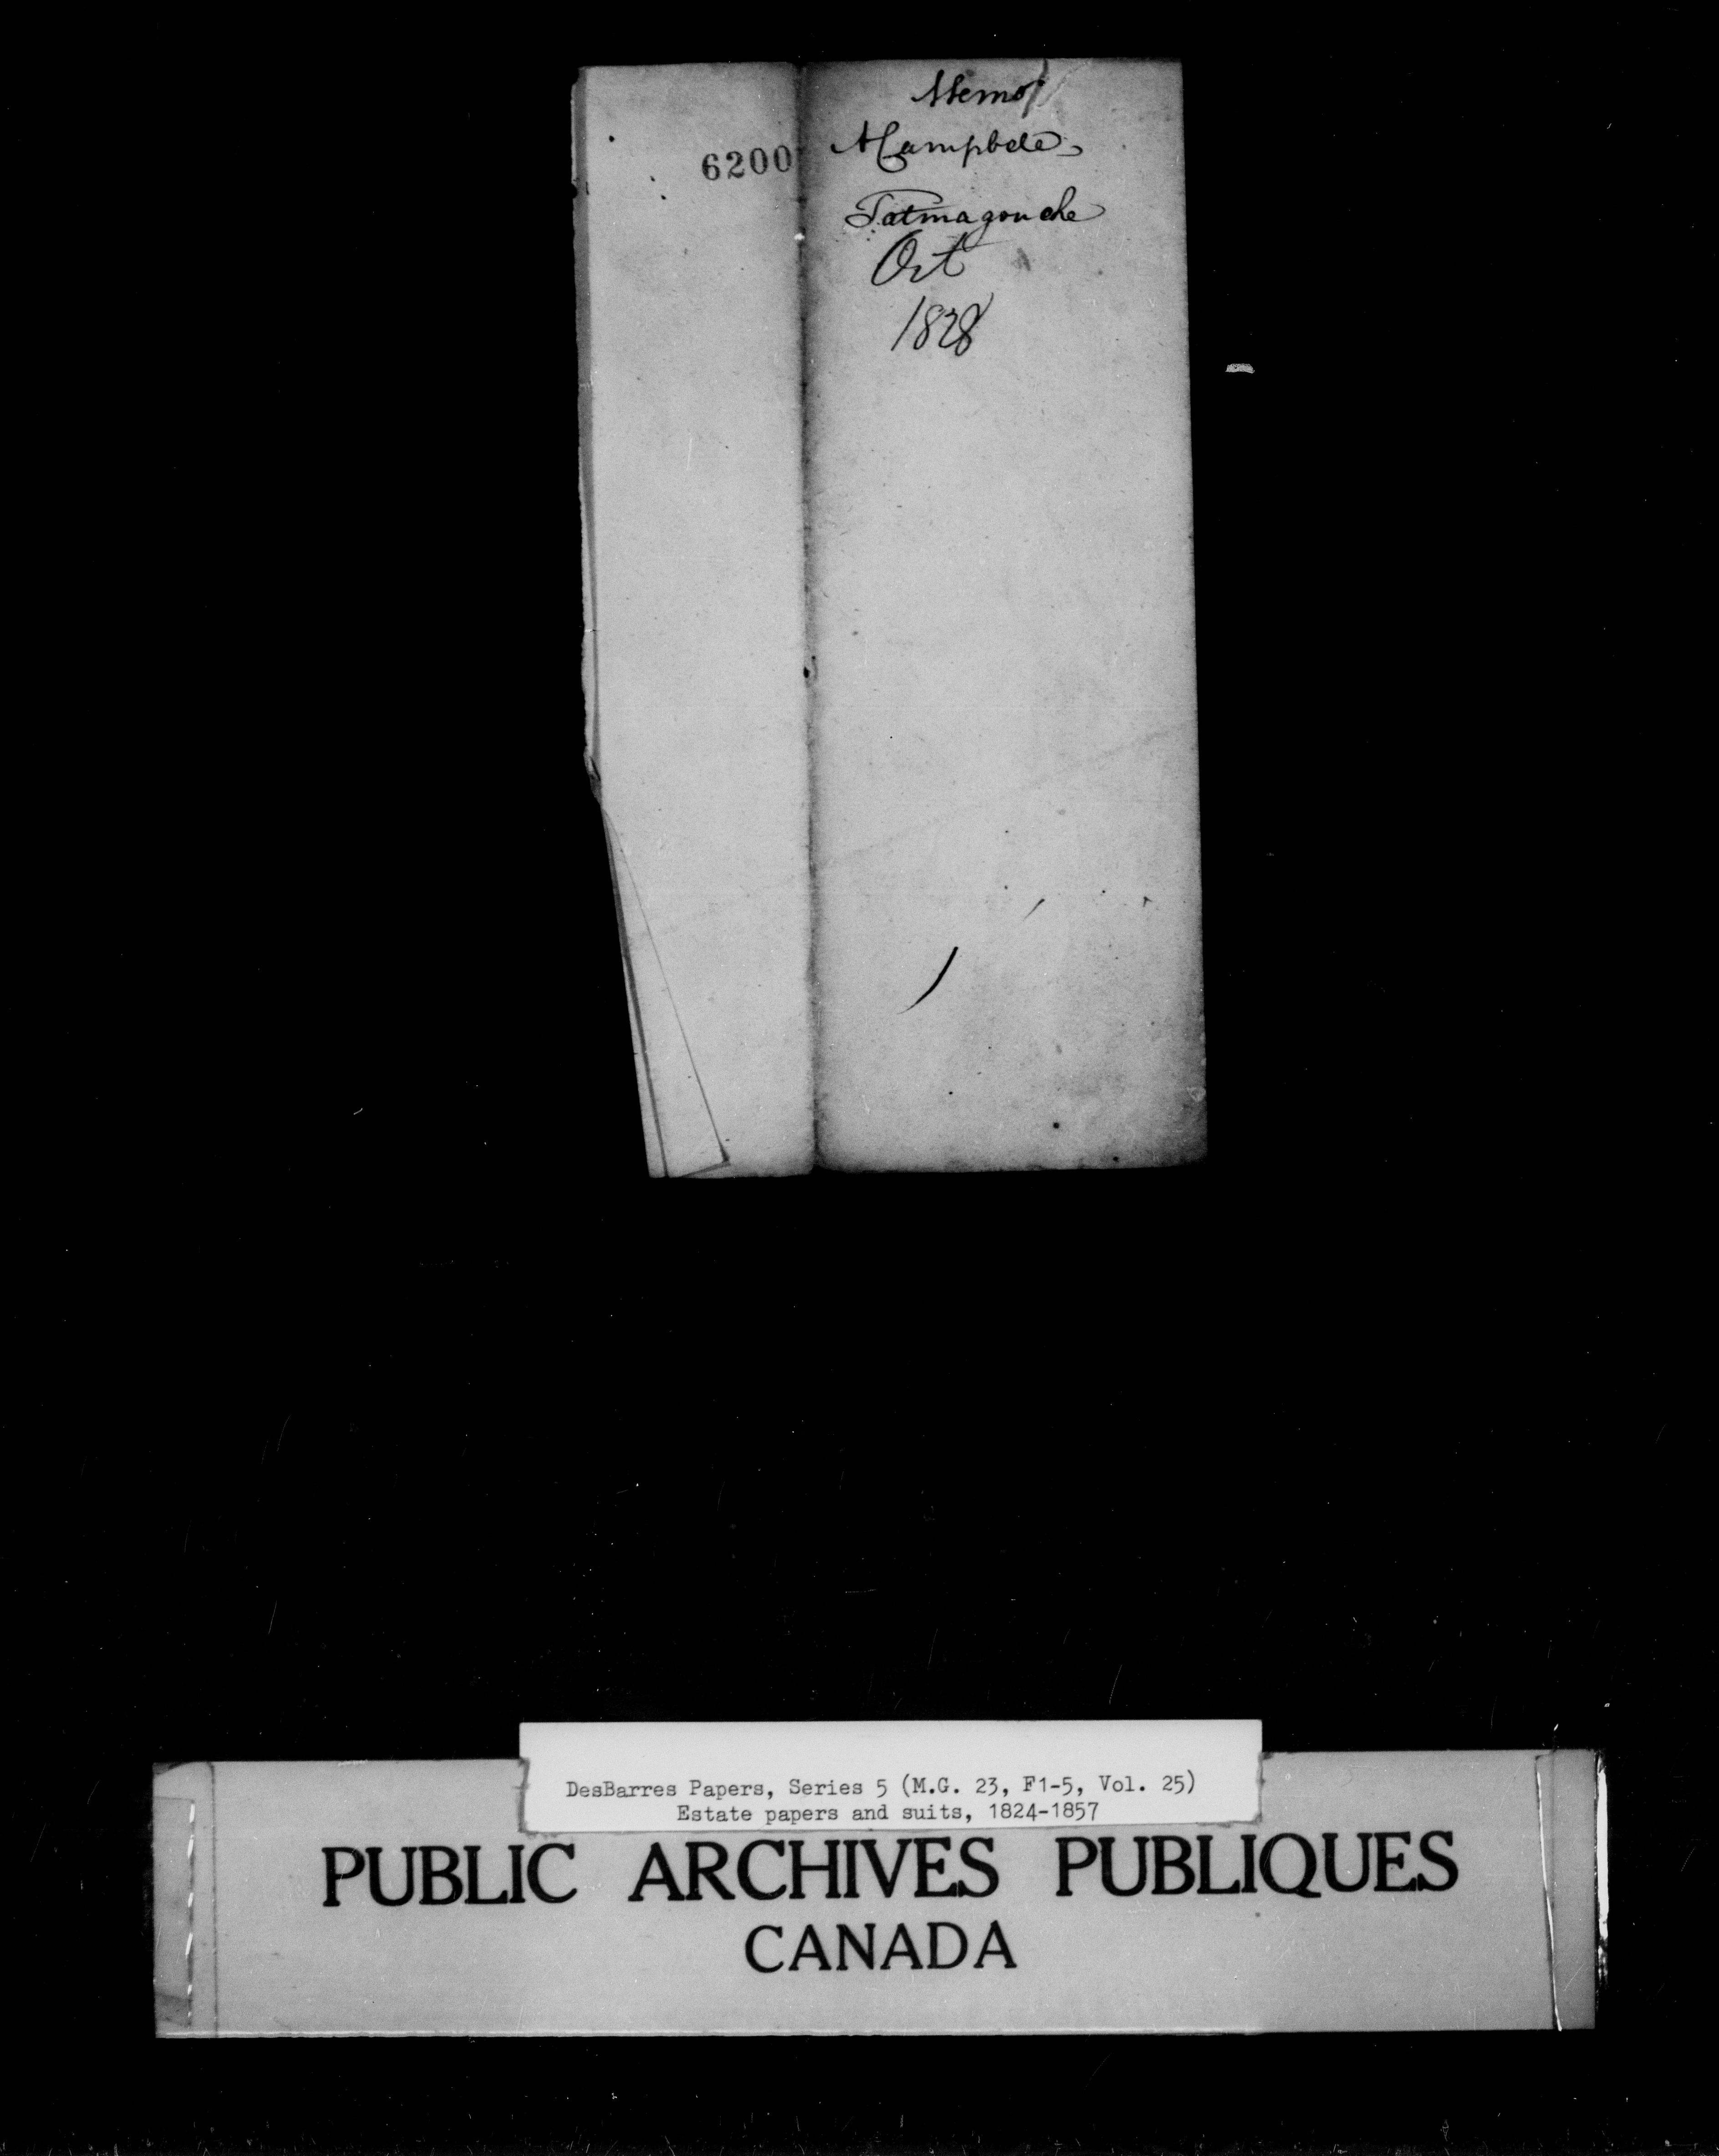 6200
Memo
A Campbell
Tatmagouche
Oct
1828
DesBarres Papers, Series 5 (M.G. 23, F1-5, Vol. 25)
Estate papers and suits, 1824-1857
PUBLIC ARCHIVES PUBLIQUES
CANADA